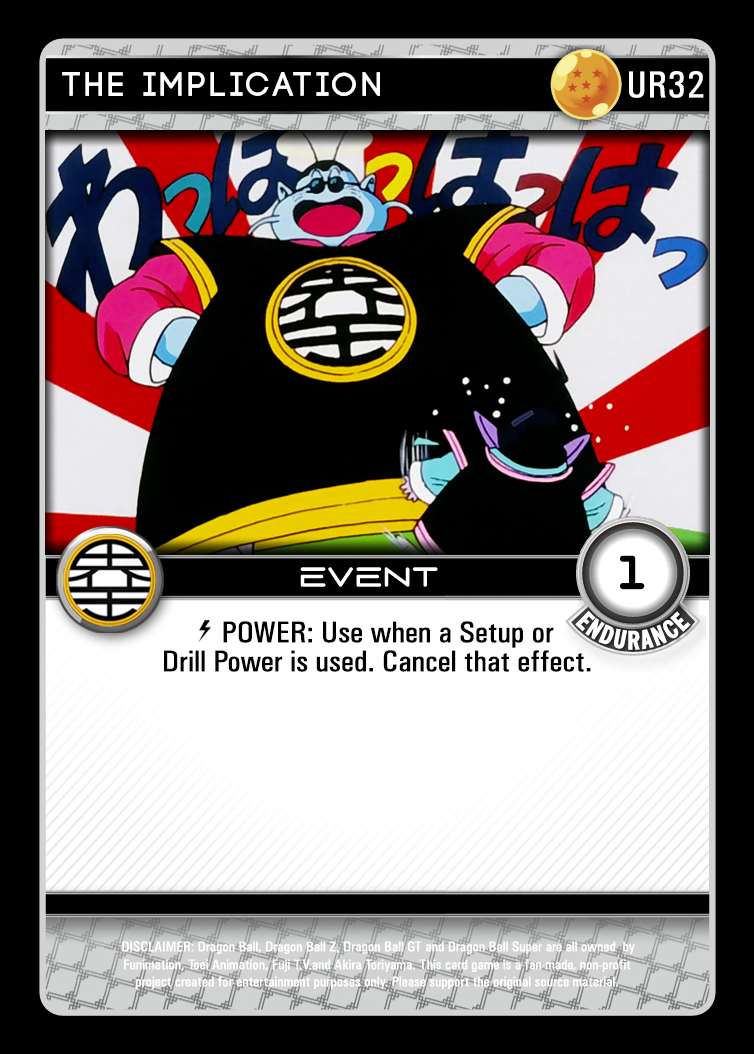 THE IMPLICATION
UR32
わっはっはっはっ
EVENT
1
ENDURANCE
POWER: Use when a Setup or
Drill Power is used. Cancel that effect.
DISCLAIMER: Dragon Ball, Dragon Ball Z, Dragon Ball GT and Dragon Ball Super are all owned by
Funimation, Toei Animation, Fuji T.V.and Akira Toriyama. This card game is a fan-made, non-profit
project created for entertainment purposes only. Please support the original source material.